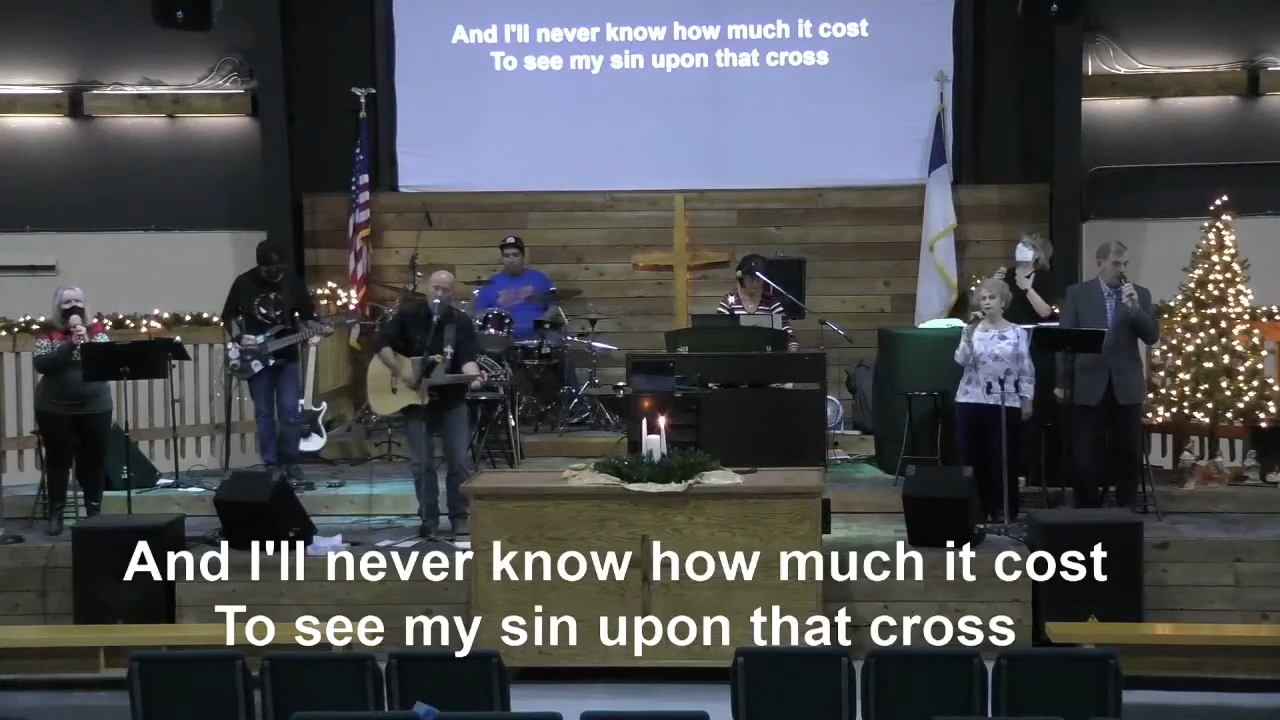 And I'll never know how much it cost
To see my sin upon that cross
And I'll never know how much it cost
To see my sin upon that cross